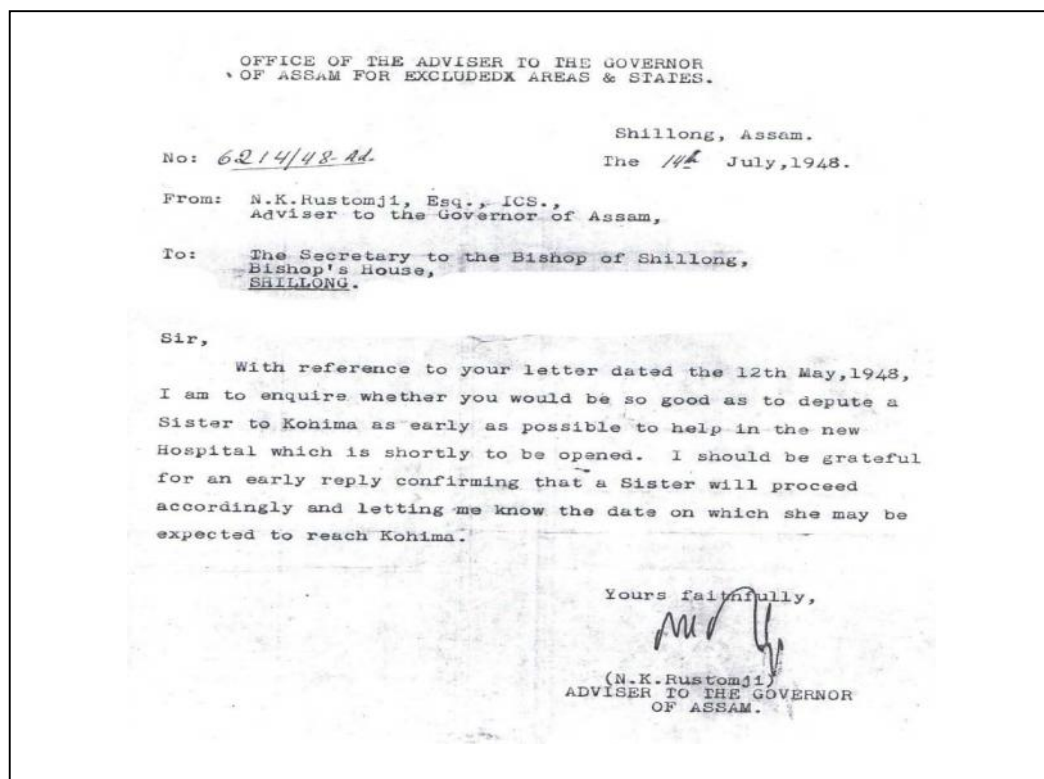 OFFICE OF THE ADVISER TO THE GOVERNOR
OF ASSAM FOR EXCLUDEDX AREAS & STATES.
Shillong, Assam.
No: 6214/48-Ad.
The 14th July,1948.
From: N.K.Rustomji, Esq., ICS.,
Adviser to the Governor of Assam,
To: The Secretary to the Bishop of Shillong,
Bishop's House,
SHILLONG.
Sir,
With reference to your letter dated the 12th May,1948,
I am to enquire whether you would be so good as to depute a
Sister to Kohima as early as possible to help in the new
Hospital which is shortly to be opened. I should be grateful
for an early reply confirming that a Sister will proceed
accordingly and letting me know the date on which she may be
expected to reach Kohima.
Yours faithfully,
(N.K.Rustomji)
ADVISER TO THE GOVERNOR
OF ASSAM.